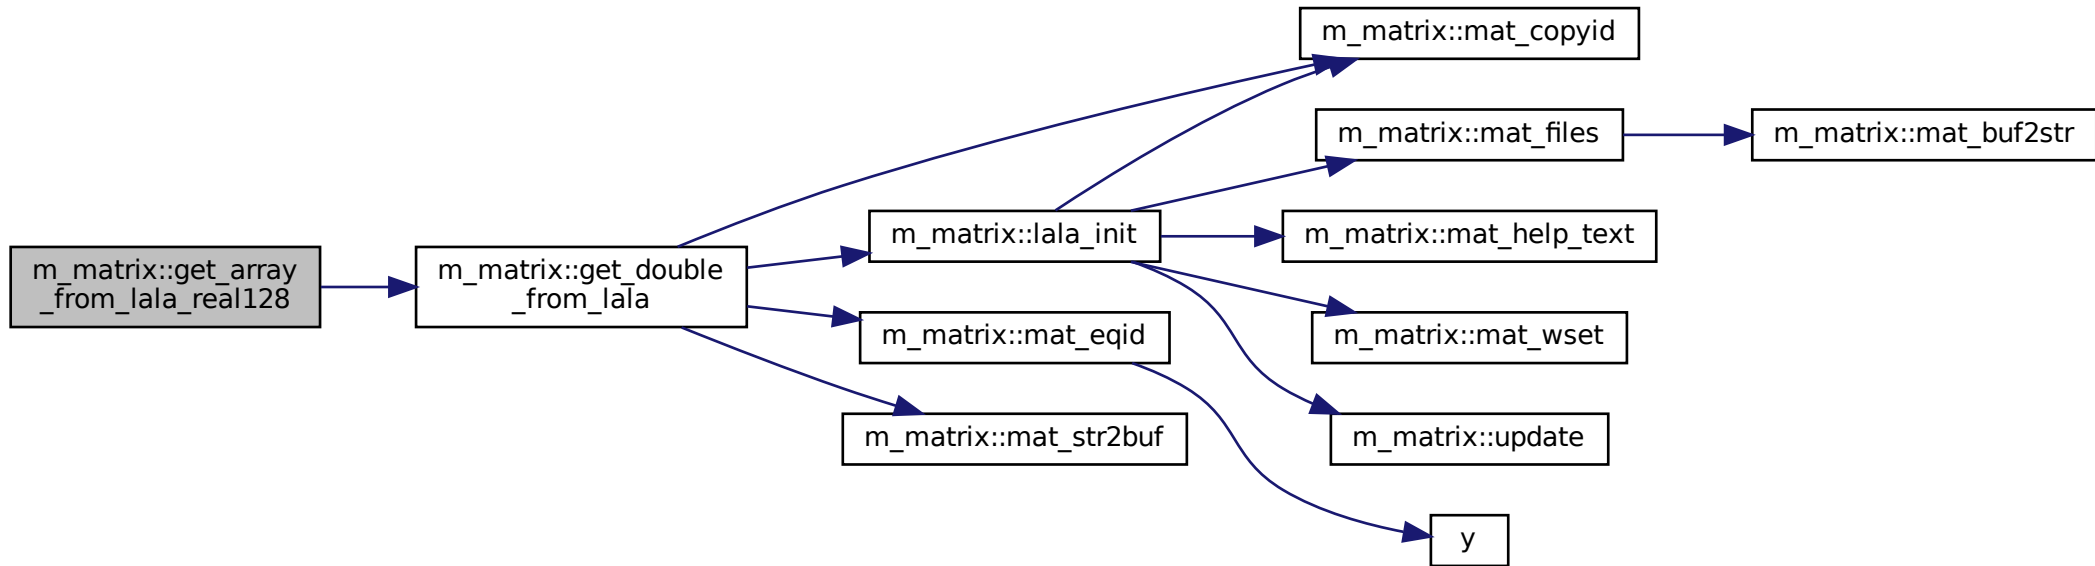 m_matrix::get_array
_from_lala_real128
m_matrix::get_double
_from_lala
m_matrix::mat_copyid
m_matrix::lala_init
m_matrix::mat_files
m_matrix::mat_buf2str
m_matrix::mat_help_text
m_matrix::mat_wset
m_matrix::update
m_matrix::mat_eqid
y
m_matrix::mat_str2buf